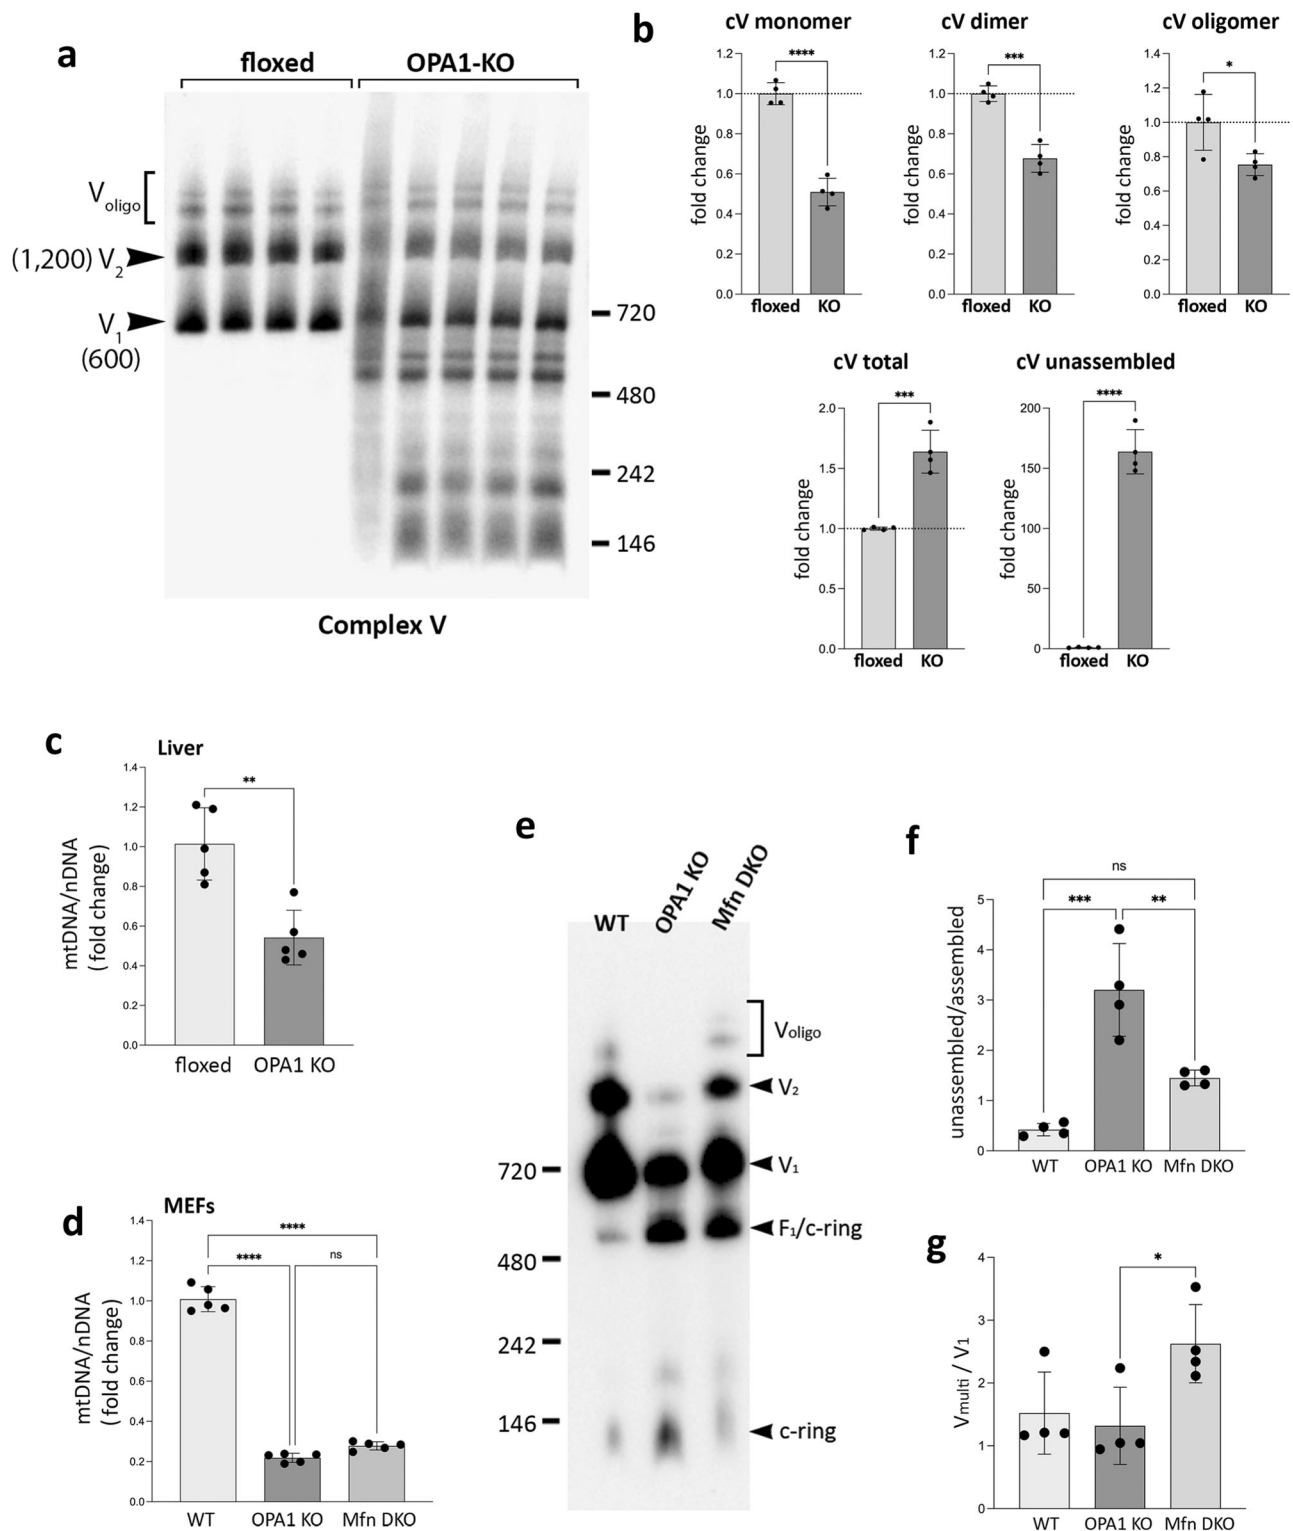 a
floxed
OPA1-KO
Voligo
(1,200) V2
V1
(600)
720
480
242
146
Complex V
b
cV monomer
fold change
1.2
1.0
0.8
0.6
0.4
0.2
0.0
****
floxed
KO
cV dimer
fold change
1.2
1.0
0.8
0.6
0.4
0.2
0.0
***
floxed
KO
cV oligomer
fold change
1.4
1.2
1.0
0.8
0.6
0.4
0.2
0.0
*
floxed
KO
cV total
fold change
2.0
1.5
1.0
0.5
0.0
***
floxed
KO
cV unassembled
fold change
200
150
100
50
0
****
floxed
KO
c
Liver
mtDNA/nDNA
(fold change)
1.4
1.2
1.0
0.8
0.6
0.4
0.2
0.0
**
floxed
OPA1 KO
d
MEFs
mtDNA/nDNA
(fold change)
1.4
1.2
1.0
0.8
0.6
0.4
0.2
0.0
****
****
ns
WT
OPA1 KO
Mfn DKO
e
WT
OPA1 KO
Mfn DKO
Voligo
V2
V1
F1/c-ring
c-ring
720
480
242
146
f
unassembled/assembled
5
4
3
2
1
0
ns
***
**
WT
OPA1 KO
Mfn DKO
g
Vmulti / V1
4
3
2
1
0
*
WT
OPA1 KO
Mfn DKO